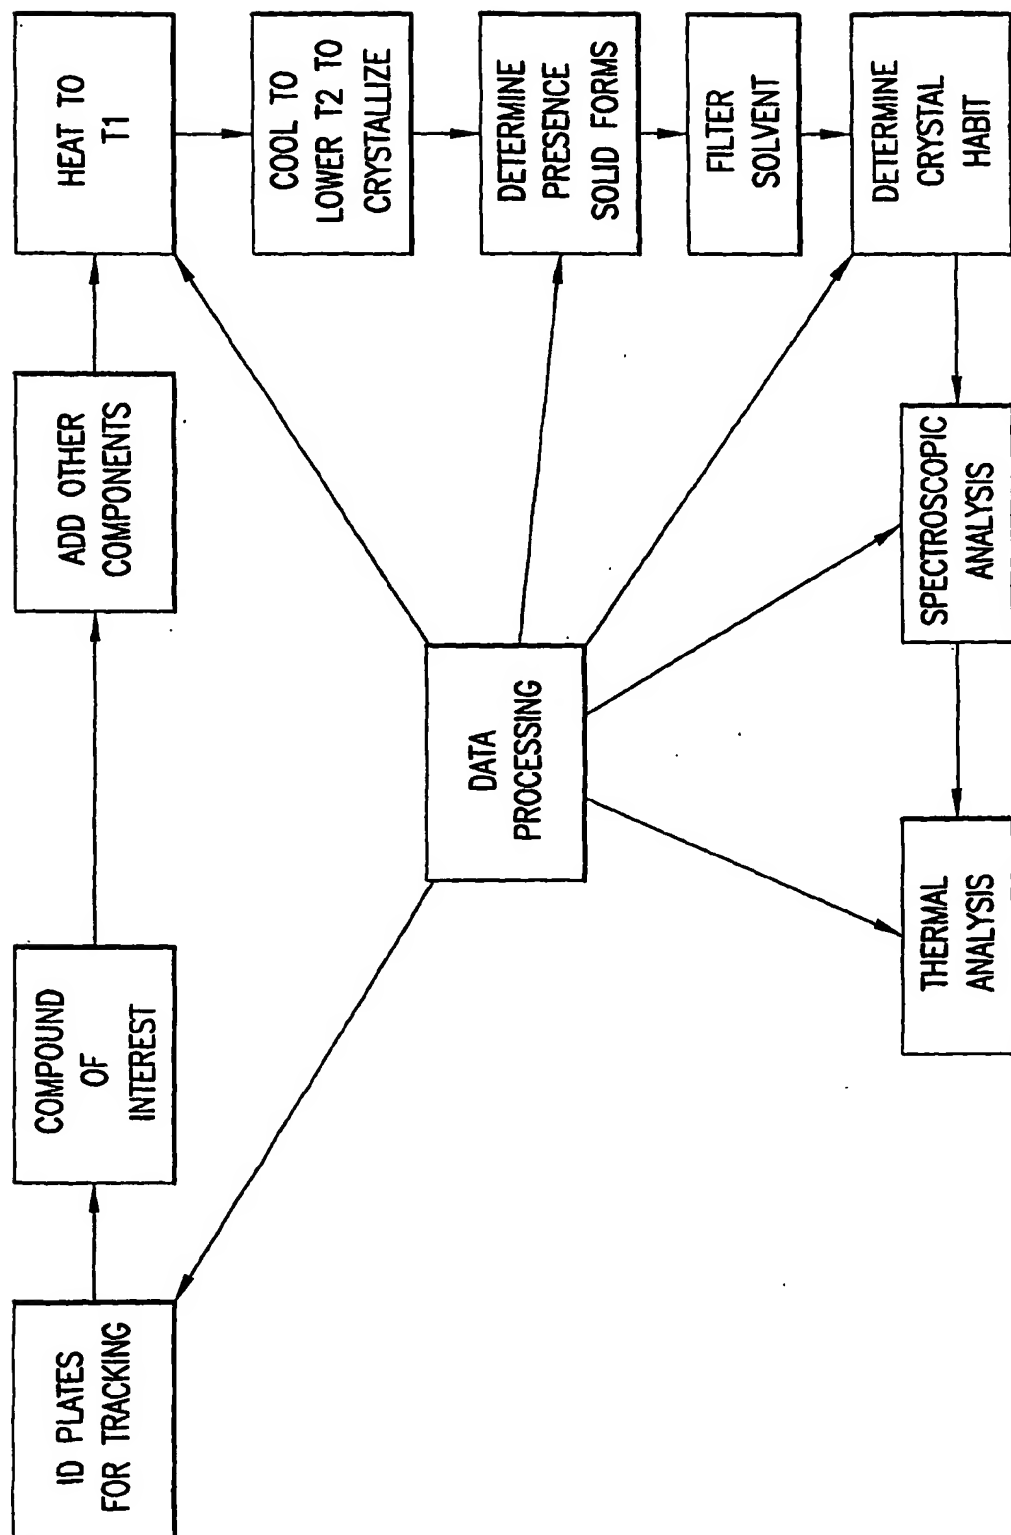 ID PLATES
FOR TRACKING
COMPOUND
OF
INTEREST
ADD OTHER
COMPONENTS
HEAT TO
T1
COOL TO
LOWER T2 TO
CRYSTALLIZE
DETERMINE
PRESENCE
SOLID FORMS
FILTER
SOLVENT
DETERMINE
CRYSTAL
HABIT
SPECTROSCOPIC
ANALYSIS
THERMAL
ANALYSIS
DATA
PROCESSING